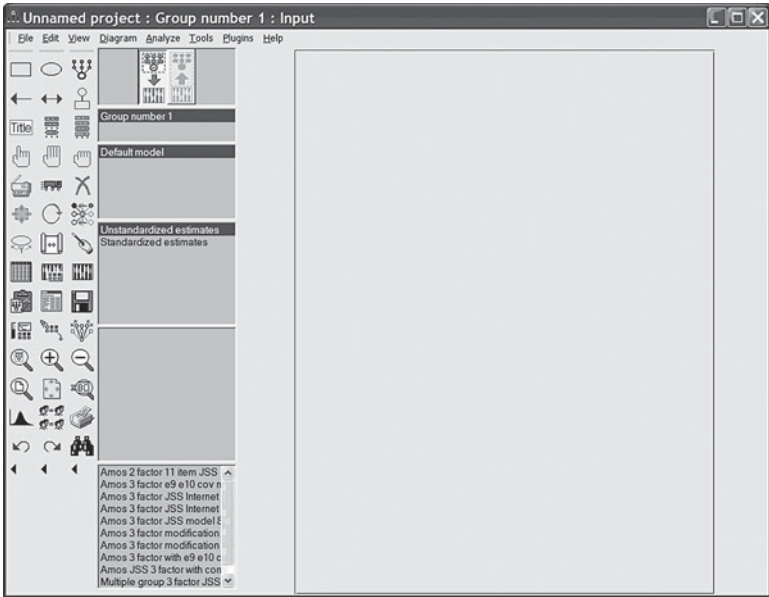 Unnamed project : Group number 1 : Input
File Edit View Diagram Analyze Tools Plugins Help
Title
Group number 1
Default model
Unstandardized estimates
Standardized estimates
Amos 2 factor 11 item JSS
Amos 3 factor e9 e10 cov
Amos 3 factor JSS Internet
Amos 3 factor JSS Internet
Amos 3 factor JSS model
Amos 3 factor modification
Amos 3 factor modification
Amos 3 factor with e9 e10 c
Amos JSS 3 factor with con
Multiple group 3 factor JSS